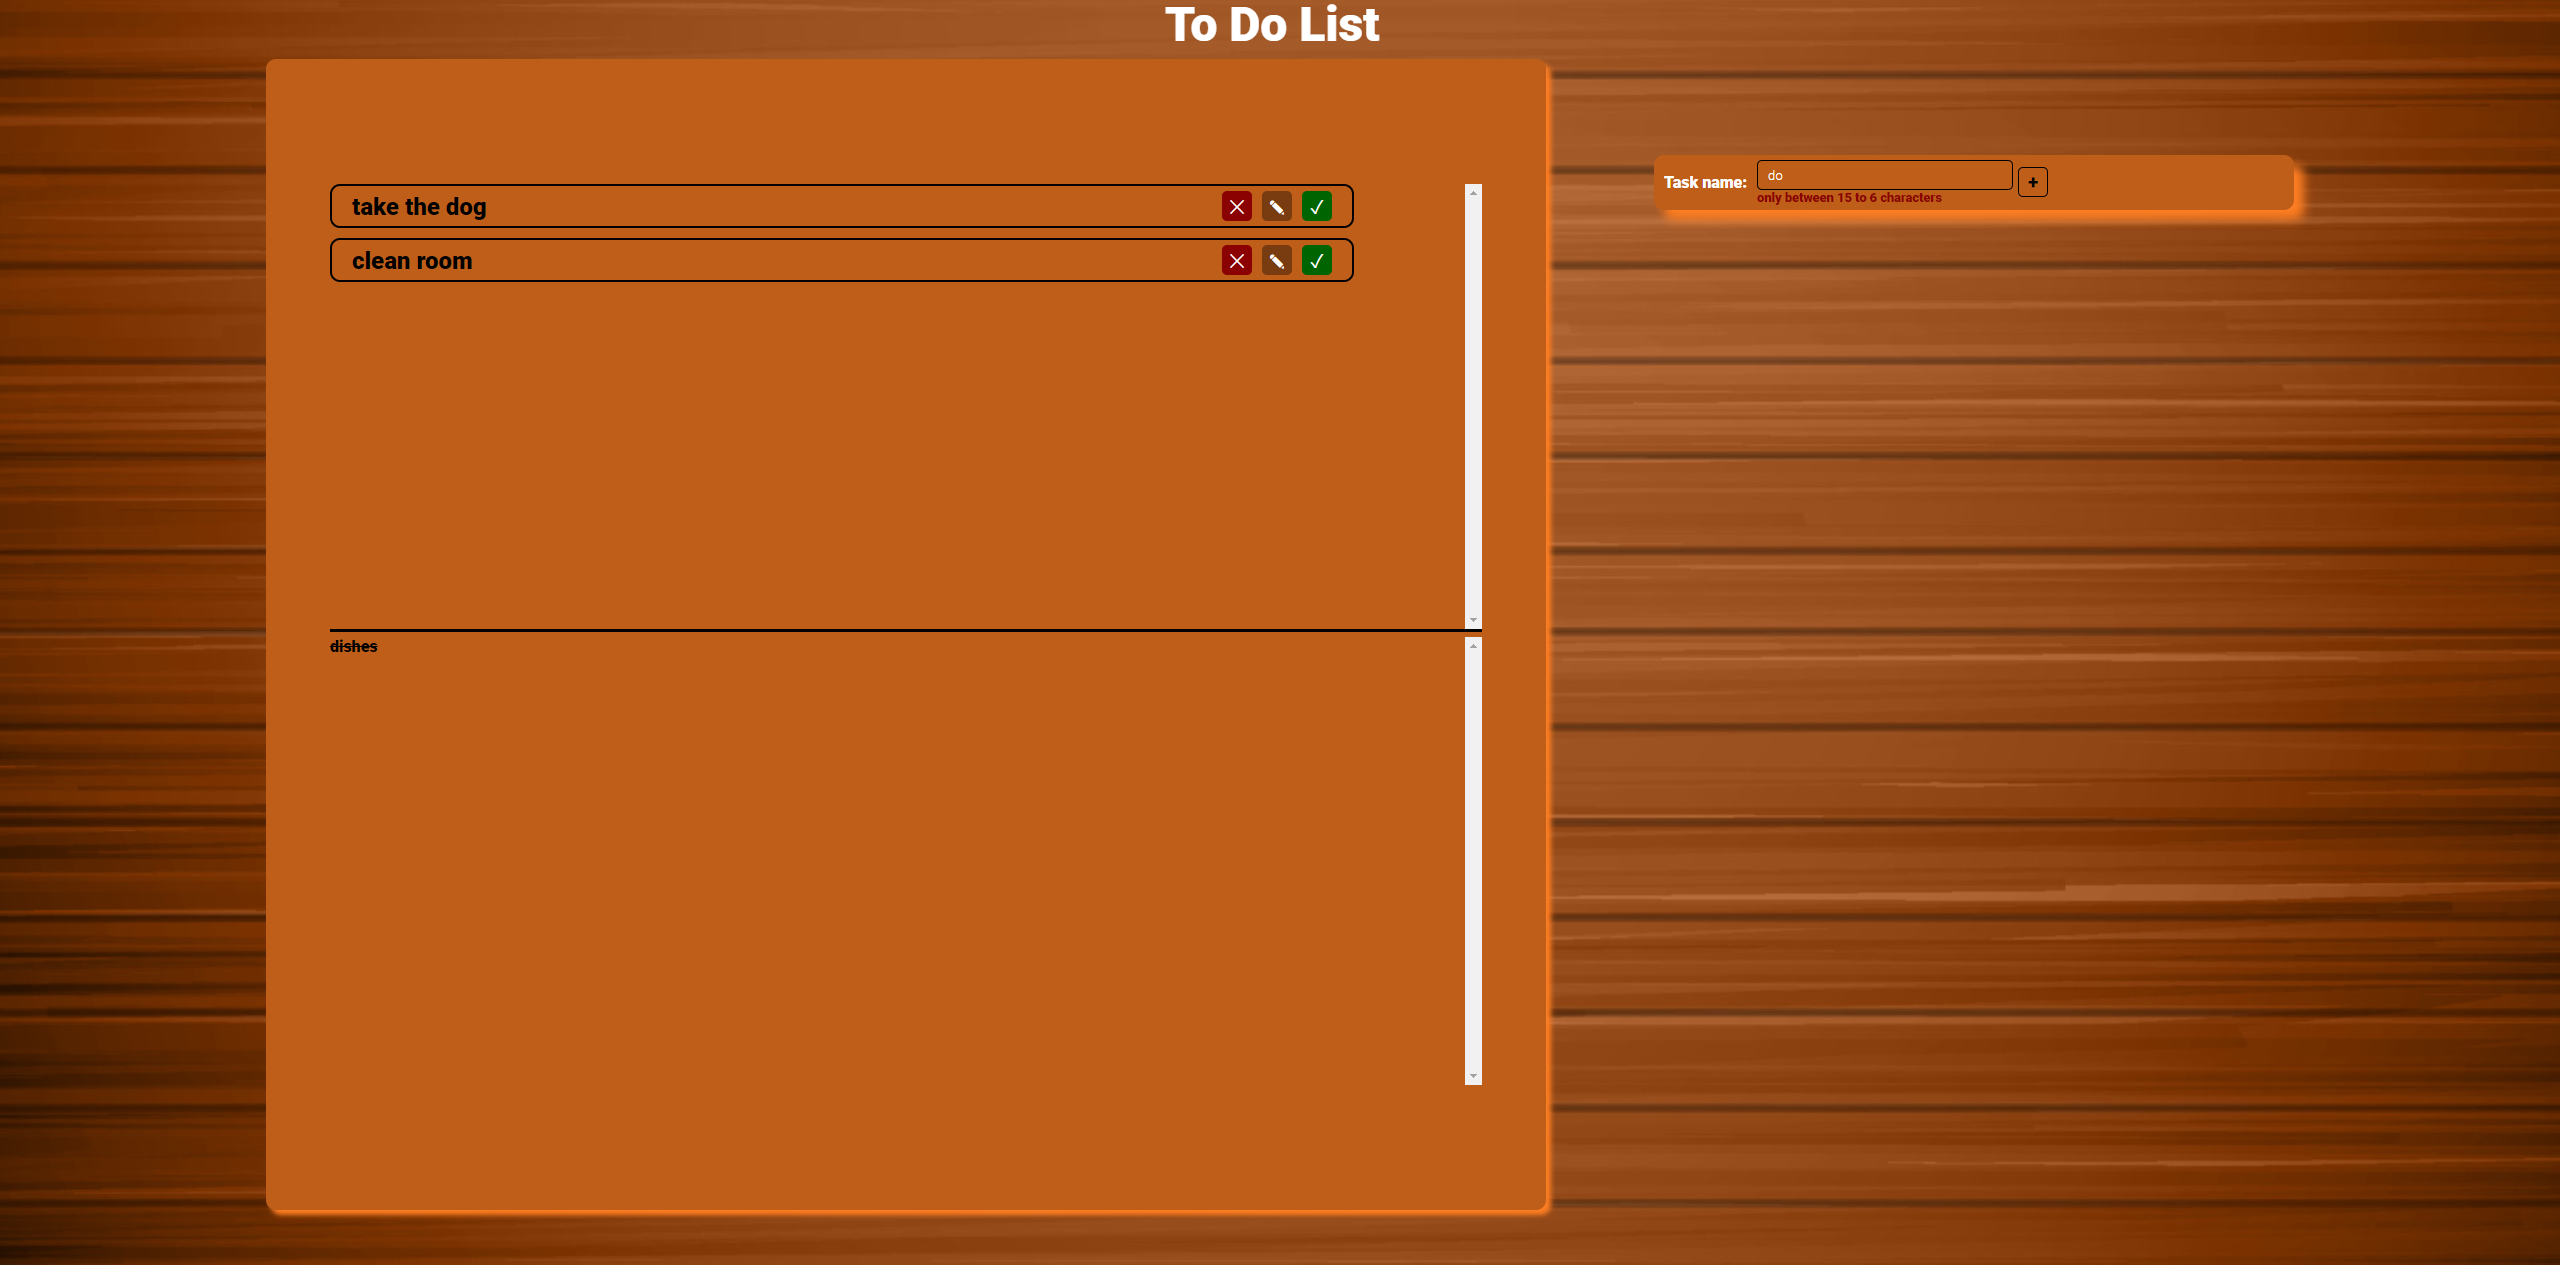 To Do List
take the dog
clean room
dishes
Task name:
do
+
only between 15 to 6 characters